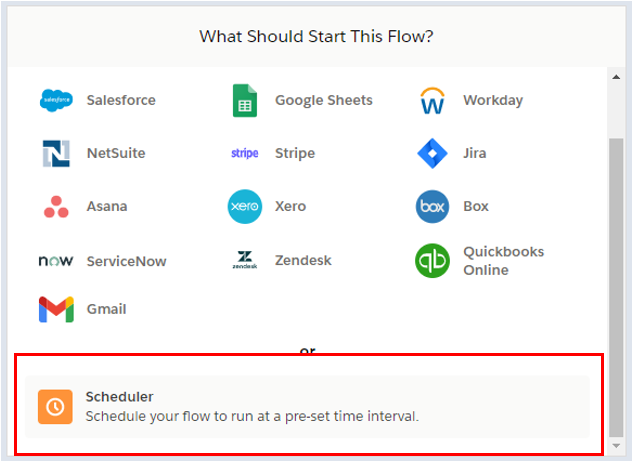 What Should Start This Flow?
salesforce Salesforce Google Sheets Workday
NetSuite stripe Stripe Jira
Asana xero Xero box Box
now ServiceNow zendesk Zendesk qb Quickbooks
Online
Gmail
or
Scheduler
Schedule your flow to run at a pre-set time interval.